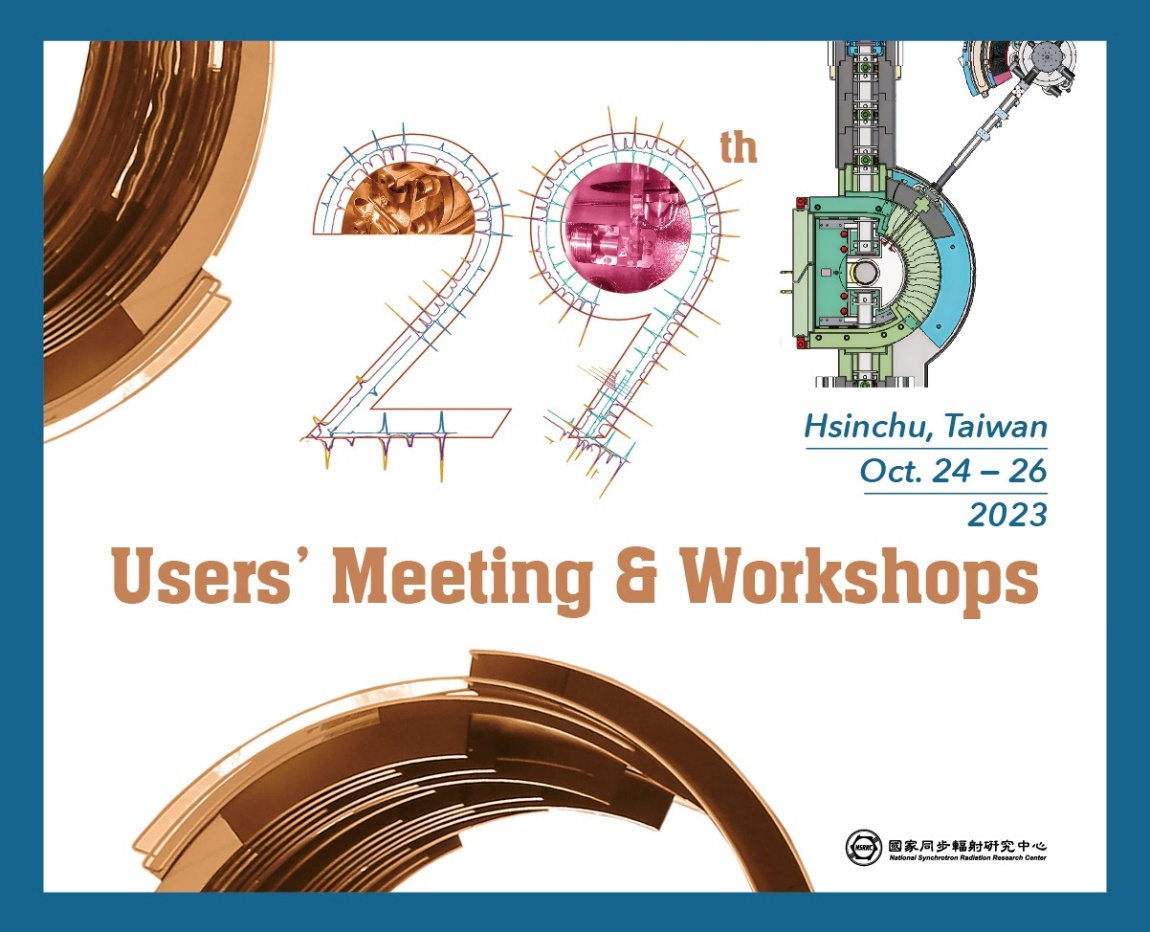 29th
Hsinchu, Taiwan
Oct. 24 – 26
2023
Users’ Meeting & Workshops
NSRRC
國家同步輻射研究中心
National Synchrotron Radiation Research Center